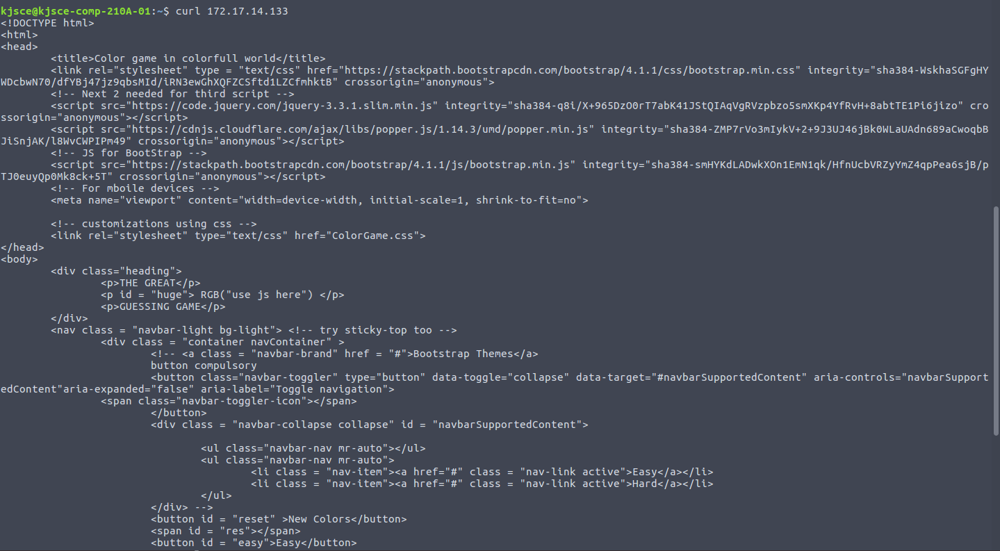 kjsce@kjsce-comp-210A-01:~$ curl 172.17.14.133
<!DOCTYPE html>
<html>
<head>
        <title>Color game in colorfull world</title>
        <link rel="stylesheet" type = "text/css" href="https://stackpath.bootstrapcdn.com/bootstrap/4.1.1/css/bootstrap.min.css" integrity="sha384-WskhaSGFgHY
WDcbwN70/dfYBj47jz9qbsMId/iRN3ewGhXQFZCSftd1LZCfmhktB" crossorigin="anonymous">
        <!-- Next 2 needed for third script -->
        <script src="https://code.jquery.com/jquery-3.3.1.slim.min.js" integrity="sha384-q8i/X+965DzO0rT7abK41JStQIAqVgRVzpbzo5smXKp4YfRvH+8abtTE1Pi6jizo" cro
ssorigin="anonymous"></script>
        <script src="https://cdnjs.cloudflare.com/ajax/libs/popper.js/1.14.3/umd/popper.min.js" integrity="sha384-ZMP7rVo3mIykV+2+9J3UJ46jBk0WLaUAdn689aCwoqbB
JiSnjAK/l8WvCWPIPm49" crossorigin="anonymous"></script>
        <!-- JS for BootStrap -->
        <script src="https://stackpath.bootstrapcdn.com/bootstrap/4.1.1/js/bootstrap.min.js" integrity="sha384-smHYKdLADwkXOn1EmN1qk/HfnUcbVRZyYmZ4qpPea6sjB/p
TJ0euyQp0Mk8ck+5T" crossorigin="anonymous"></script>
        <!-- For mboile devices -->
        <meta name="viewport" content="width=device-width, initial-scale=1, shrink-to-fit=no">
        <!-- customizations using css -->
        <link rel="stylesheet" type="text/css" href="ColorGame.css">
</head>
<body>
        <div class="heading">
                <p>THE GREAT</p>
                <p id = "huge"> RGB("use js here") </p>
                <p>GUESSING GAME</p>
        </div>
        <nav class = "navbar-light bg-light"> <!-- try sticky-top too -->
                <div class = "container navContainer" >
                        <!-- <a class = "navbar-brand" href = "#">Bootstrap Themes</a>
                        button compulsory
                        <button class="navbar-toggler" type="button" data-toggle="collapse" data-target="#navbarSupportedContent" aria-controls="navbarSupport
edContent"aria-expanded="false" aria-label="Toggle navigation">
                <span class="navbar-toggler-icon"></span>
                        </button>
                        <div class = "navbar-collapse collapse" id = "navbarSupportedContent">
                                <ul class="navbar-nav mr-auto"></ul>
                                <ul class="navbar-nav mr-auto">
                                        <li class = "nav-item"><a href="#" class = "nav-link active">Easy</a></li>
                                        <li class = "nav-item"><a href="#" class = "nav-link active">Hard</a></li>
                                </ul>
                        </div> -->
                        <button id = "reset" >New Colors</button>
                        <span id = "res"></span>
                        <button id = "easy">Easy</button>